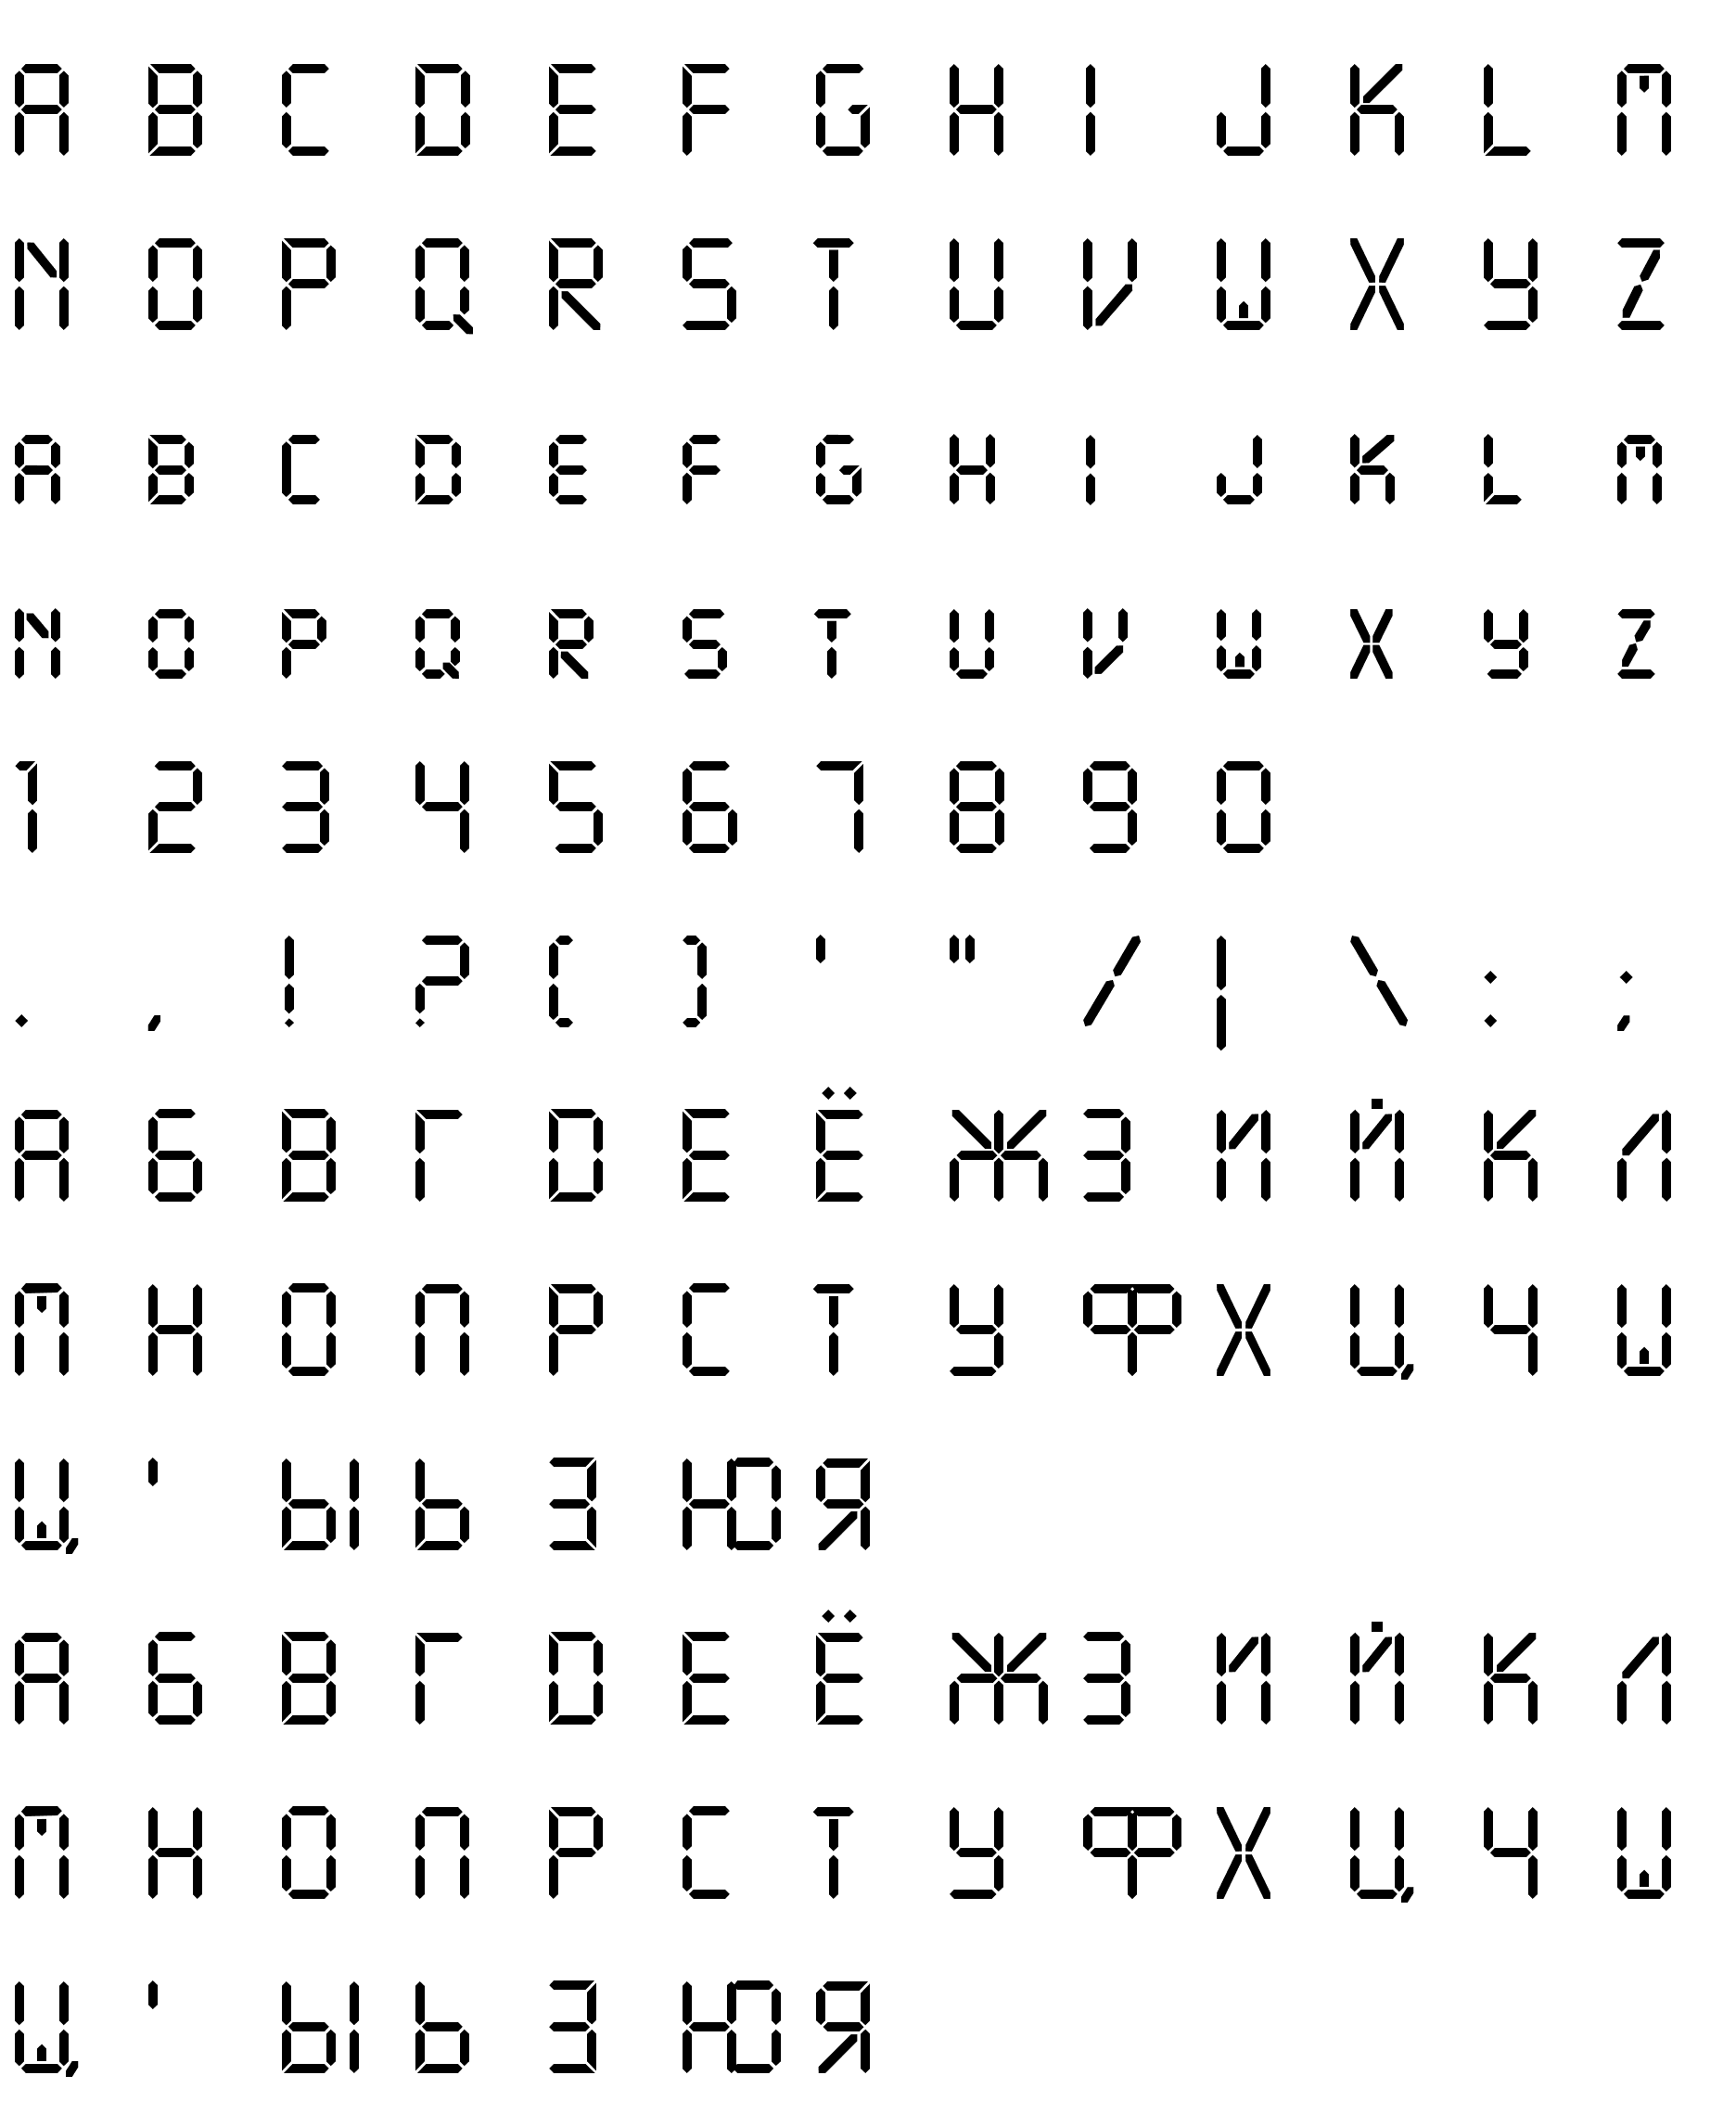 A B C D E F G H I J K L M
N O P Q R S T U V W X Y Z
A B C D E F G H I J K L M
N O P Q R S T U V W X Y Z
1 2 3 4 5 6 7 8 9 0
. , ! ? ( ) ' " / | \ : ;
А Б В Г D Е Ё Ж З И Й К Л
М Н О П Р С Т У Ф Х Ц Ч Ш
Щ ' Ы Ь З Ю Я
А Б В Г D Е Ё Ж З И Й К Л
М Н О П Р С Т У Ф Х Ц Ч Ш
Щ ' Ы Ь З Ю Я